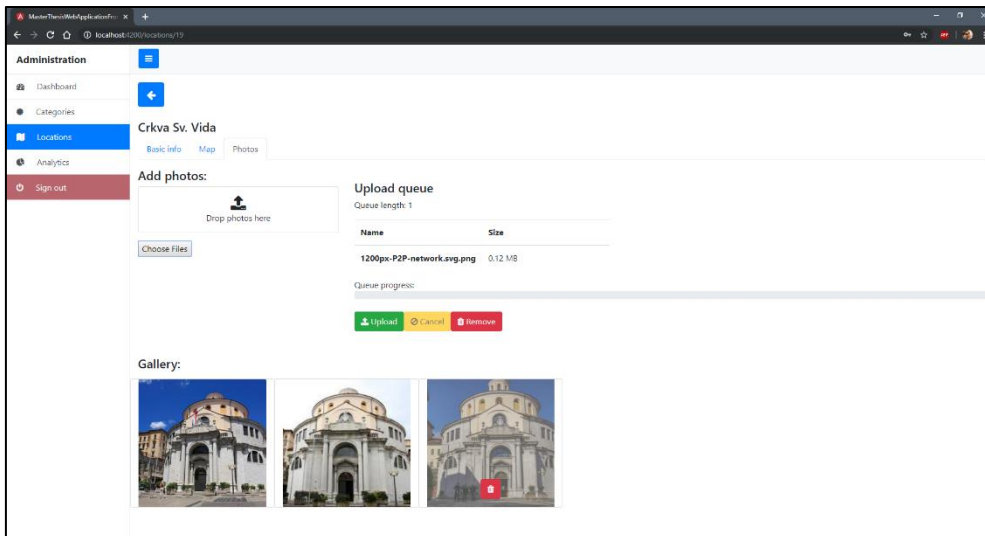 MasterThesisWebApplicationFro
localhost:4200/locations/19
Administration
Dashboard
Categories
Locations
Analytics
Sign out
Crkva Sv. Vida
Basic info Map Photos
Add photos:
Drop photos here
Choose Files
Upload queue
Queue length: 1
Name Size
1200px-P2P-network.svg.png 0.12 MB
Queue progress:
Upload Cancel Remove
Gallery: